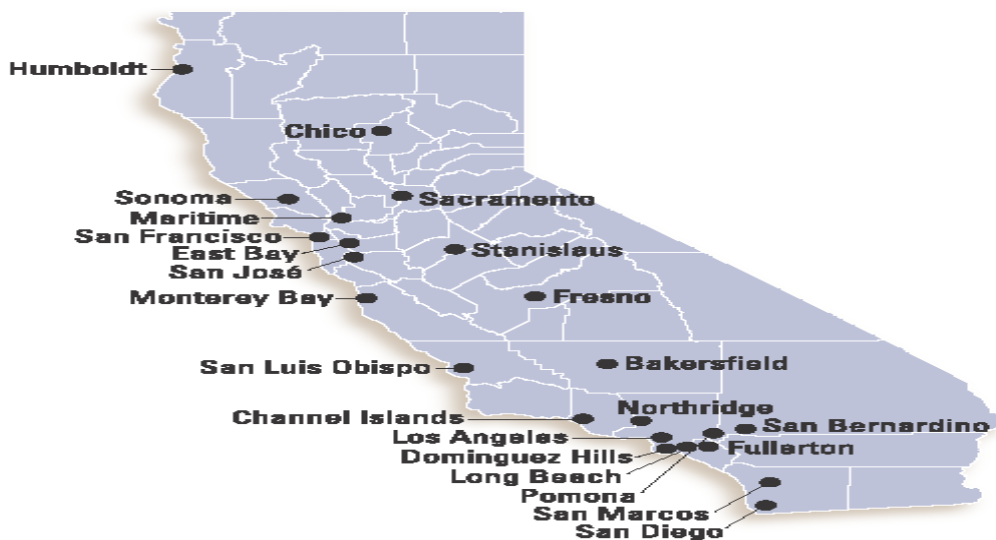 Humboldt
Chico
Sonoma
Sacramento
Maritime
San Francisco
East Bay
Stanislaus
San José
Monterey Bay
Fresno
San Luis Obispo
Bakersfield
Northridge
Channel Islands
San Bernardino
Los Angeles
Fullerton
Dominguez Hills
Long Beach
Pomona
San Marcos
San Diego